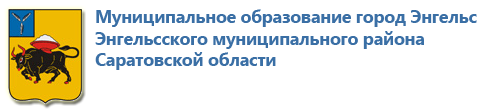 Муниципальное образование город Энгельс
Энгельсского муниципального района
Саратовской области